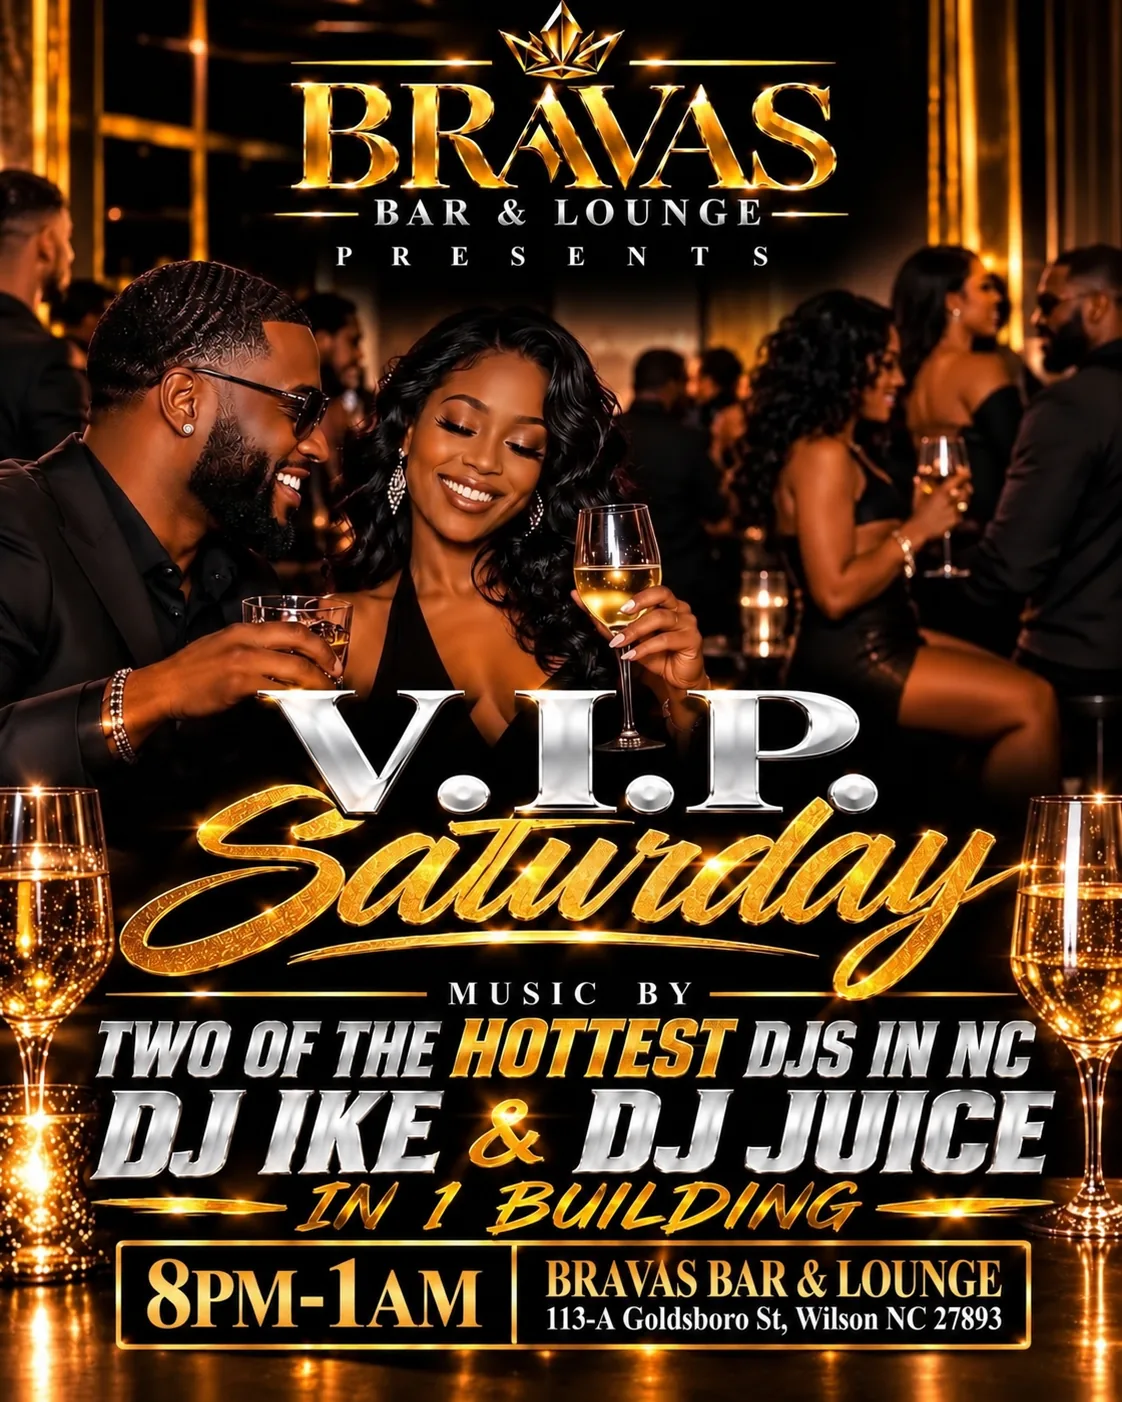 BRAVAS
BAR & LOUNGE
PRESENTS
V.I.P.
Saturday
MUSIC BY
TWO OF THE HOTTEST DJS IN NC
DJ IKE & DJ JUICE
IN 1 BUILDING
8PM-1AM
BRAVAS BAR & LOUNGE
113-A Goldsboro St, Wilson NC 27893